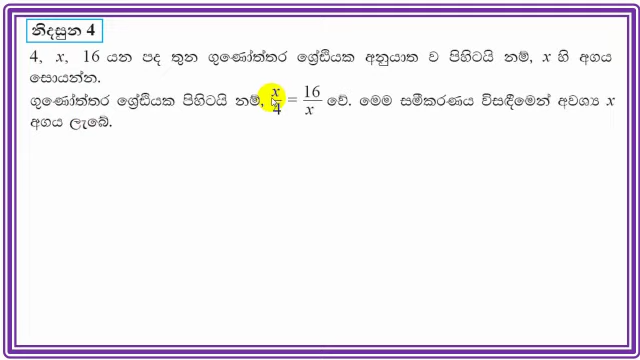 නිදසුන 4
4, x, 16 යන පද තුන ගුණෝත්තර ශ්‍රේඪියක අනුයාත ව පිහිටයි නම්, x හි අගය
සොයන්න.
ගුණෝත්තර ශ්‍රේඪියක පිහිටයි නම්, x/4 = 16/x වේ. මෙම සමීකරණය විසඳීමෙන් අවශ්‍ය x
අගය ලැබේ.